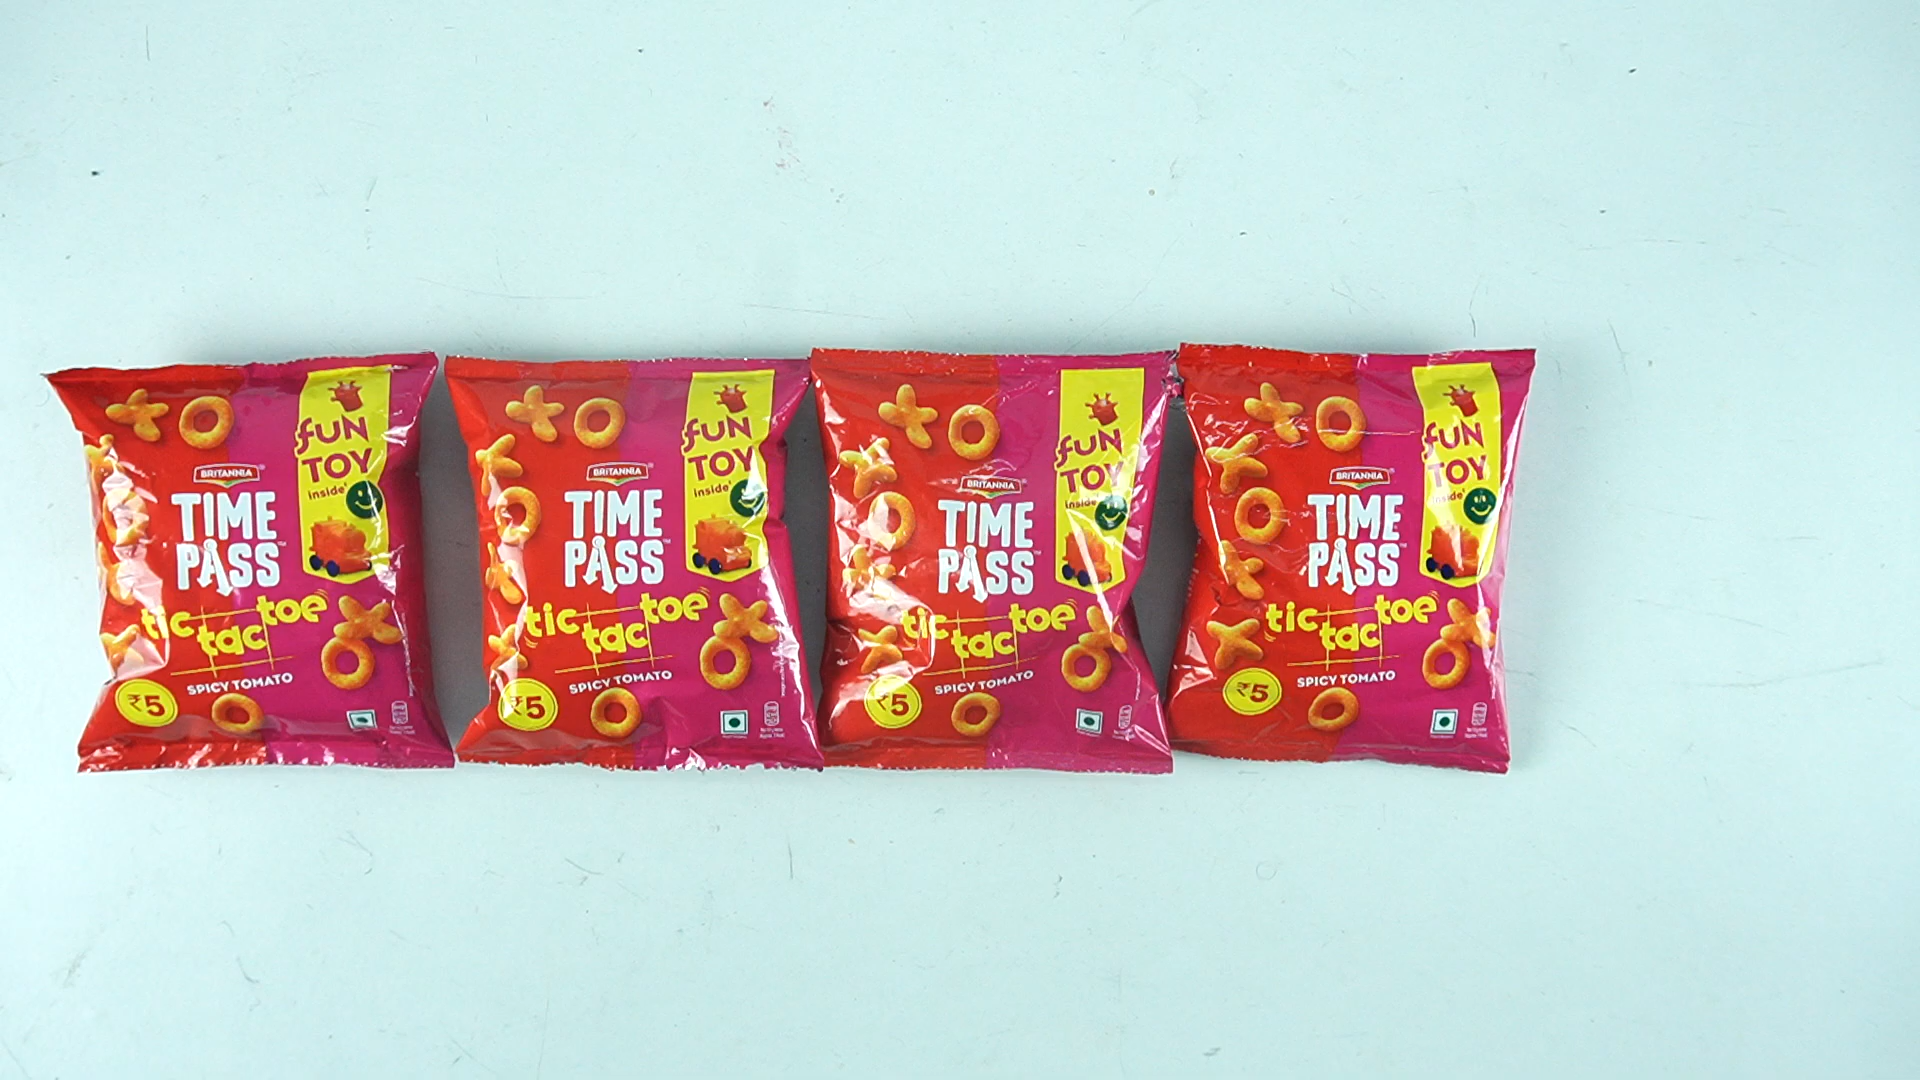 fUN
TOY
inside*
BRITANNIA
TIME
PASS
tic tac toe
₹5
SPICY TOMATO
fUN
TOY
inside*
BRITANNIA
TIME
PASS
tic tac toe
₹5
SPICY TOMATO
fUN
TOY
inside
BRITANNIA
TIME
PASS
tic tac toe
₹5
SPICY TOMATO
fUN
TOY
inside*
BRITANNIA
TIME
PASS
tic tac toe
₹5
SPICY TOMATO